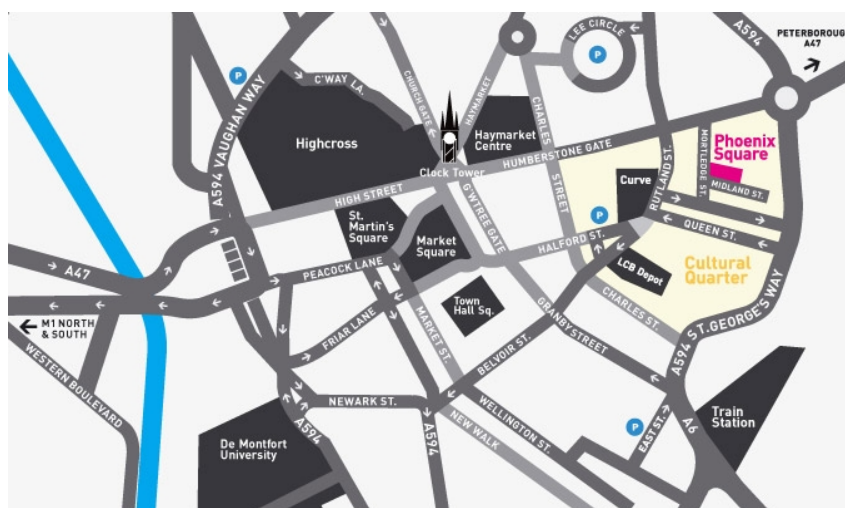 PETERBOROUG
A47
A594
LEE CIRCLE
P
P
C'WAY LA.
CHURCH GATE
HAYMARKET
CHARLES
STREET
A594 VAUGHAN WAY
Highcross
Haymarket
Centre
HUMBERSTONE GATE
Clock Tower
Phoenix
Square
MORTLEDGE ST.
MIDLAND ST.
RUTLAND ST.
Curve
HIGH STREET
G'WTREE GATE
St.
Martin's
Square
Market
Square
P
HALFORD ST.
QUEEN ST.
A47
PEACOCK LANE
LCB Depot
Cultural
Quarter
M1 NORTH
& SOUTH
FRIAR LANE
Town
Hall Sq.
MARKET ST.
GRANBY STREET
CHARLES ST.
A594 ST.GEORGE'S WAY
BELVOIR ST.
WESTERN BOULEVARD
NEWARK ST.
WELLINGTON ST.
NEW WALK
A594
A594
De Montfort
University
P
EAST ST.
A6
Train
Station